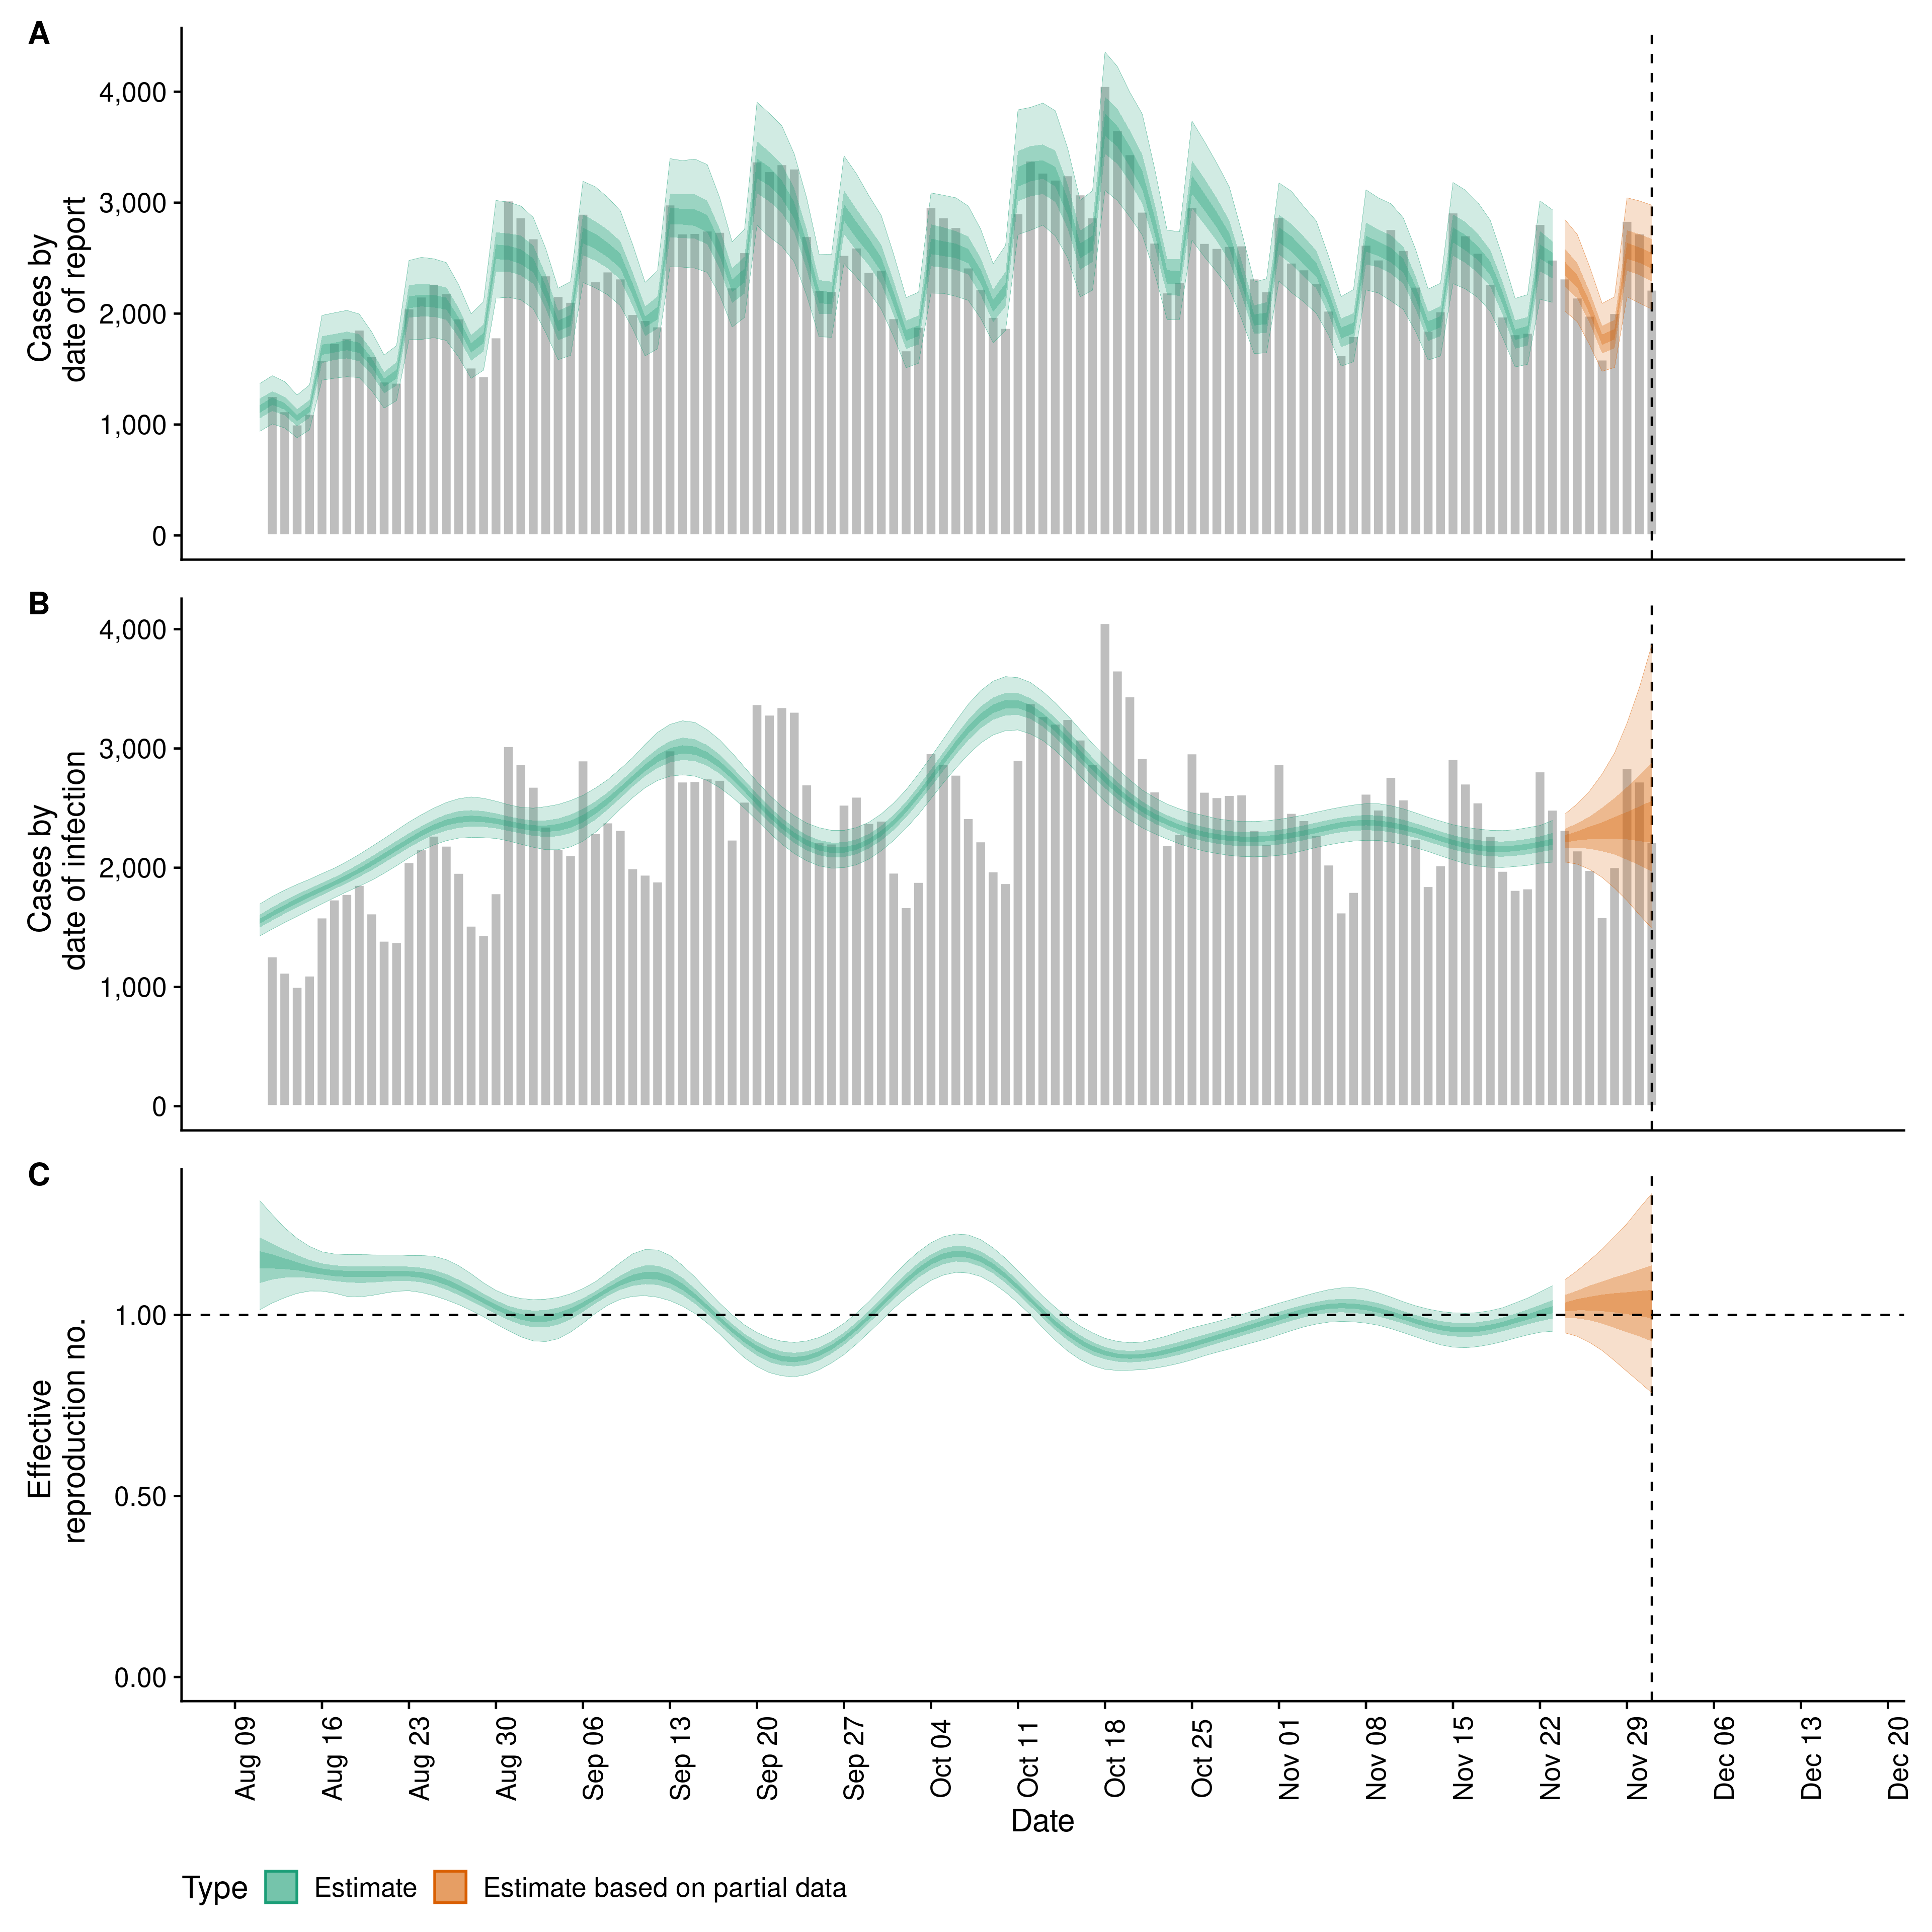 A
Cases by
date of report
4,000
3,000
2,000
1,000
0
B
Cases by
date of infection
4,000
3,000
2,000
1,000
0
C
Effective
reproduction no.
1.00
0.50
0.00
Aug 09
Aug 16
Aug 23
Aug 30
Sep 06
Sep 13
Sep 20
Sep 27
Oct 04
Oct 11
Oct 18
Oct 25
Nov 01
Nov 08
Nov 15
Nov 22
Nov 29
Dec 06
Dec 13
Dec 20
Date
Type Estimate Estimate based on partial data